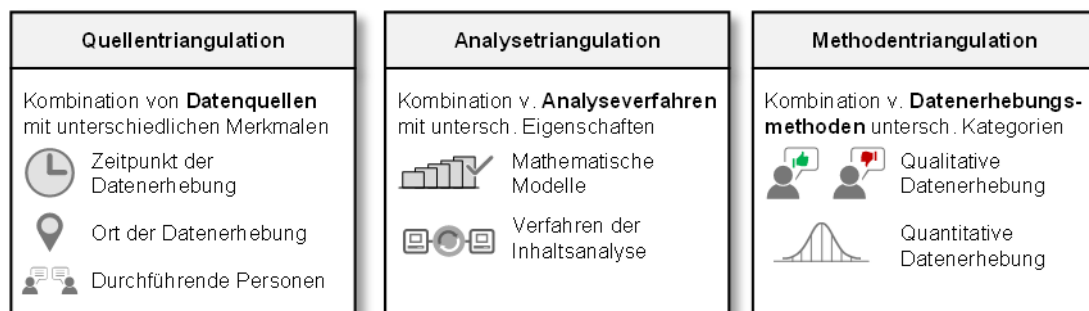 Quellentriangulation
Kombination von Datenquellen
mit unterschiedlichen Merkmalen
Zeitpunkt der
Datenerhebung
Ort der Datenerhebung
Durchführende Personen
Analysetriangulation
Kombination v. Analyseverfahren
mit untersch. Eigenschaften
Mathematische
Modelle
Verfahren der
Inhaltsanalyse
Methodentriangulation
Kombination v. Datenerhebungs-
methoden untersch. Kategorien
Qualitative
Datenerhebung
Quantitative
Datenerhebung